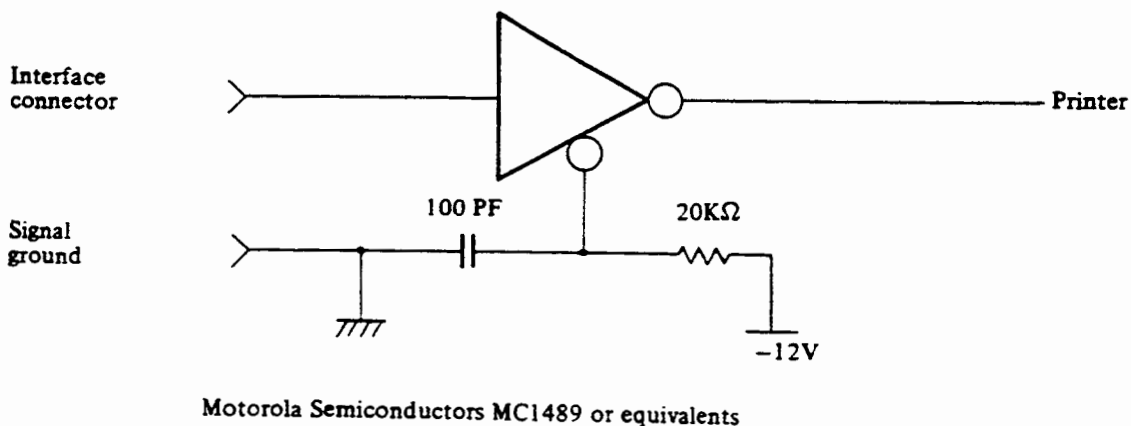 Interface
connector
Printer
100 PF
20KΩ
Signal
ground
–12V
Motorola Semiconductors MC1489 or equivalents